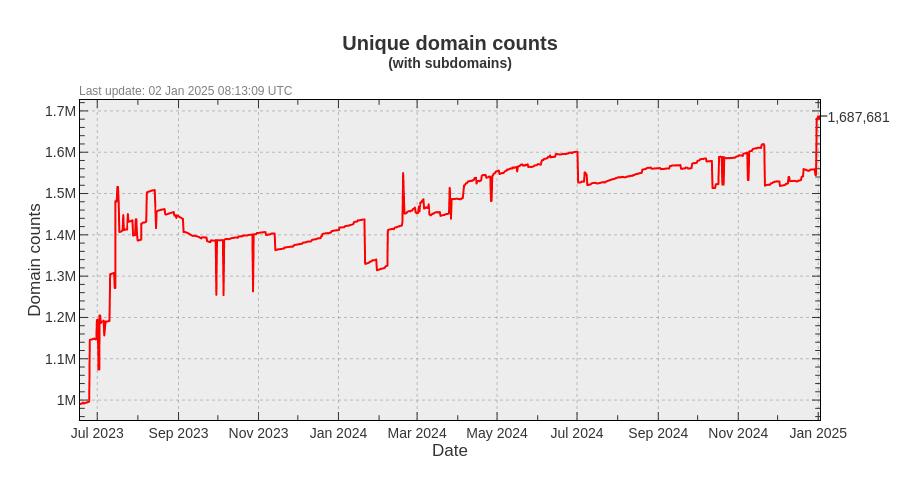 Unique domain counts
(with subdomains)
Last update: 02 Jan 2025 08:13:09 UTC
1.7M
1,687,681
1.6M
1.5M
1.4M
1.3M
1.2M
1.1M
1M
Domain counts
Jul 2023 Sep 2023 Nov 2023 Jan 2024 Mar 2024 May 2024 Jul 2024 Sep 2024 Nov 2024 Jan 2025
Date